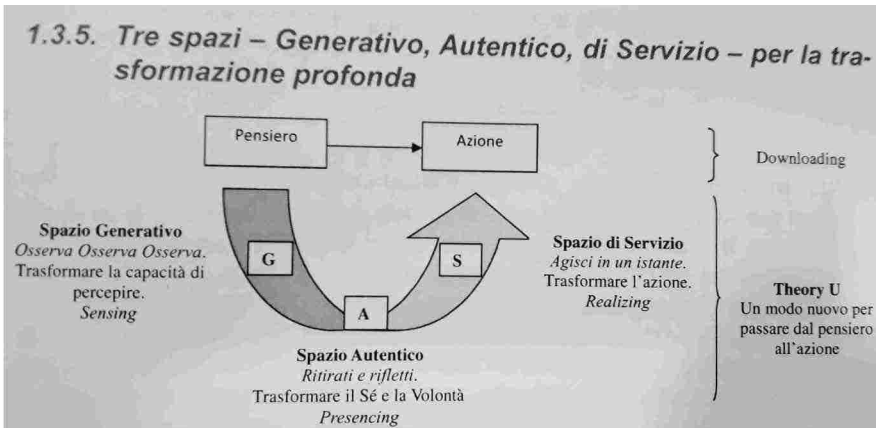 1.3.5. Tre spazi – Generativo, Autentico, di Servizio – per la tra-
sformazione profonda
Pensiero
Azione
Downloading
Spazio Generativo
Osserva Osserva Osserva.
Trasformare la capacità di
percepire.
Sensing
G
A
S
Spazio Autentico
Ritirati e rifletti.
Trasformare il Sé e la Volontà
Presencing
Spazio di Servizio
Agisci in un istante.
Trasformare l'azione.
Realizing
Theory U
Un modo nuovo per
passare dal pensiero
all'azione